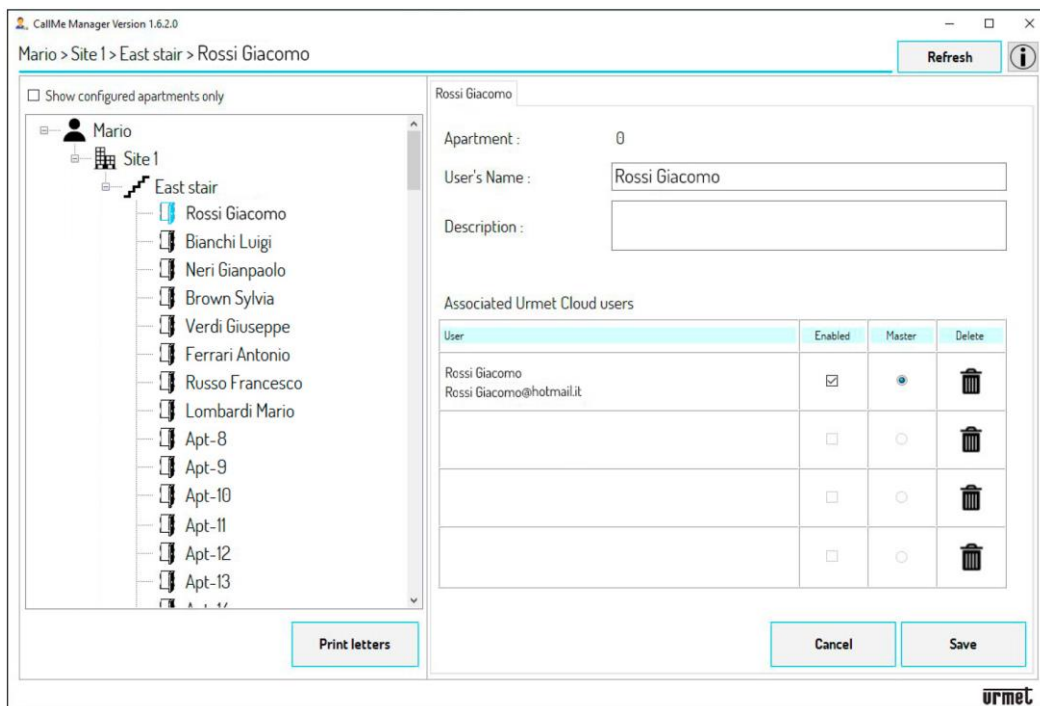 CallMe Manager Version 1.6.2.0
Mario > Site 1 > East stair > Rossi Giacomo
Refresh
Show configured apartments only
Mario
Site 1
East stair
Rossi Giacomo
Bianchi Luigi
Neri Gianpaolo
Brown Sylvia
Verdi Giuseppe
Ferrari Antonio
Russo Francesco
Lombardi Mario
Apt-8
Apt-9
Apt-10
Apt-11
Apt-12
Apt-13
Print letters
Rossi Giacomo
Apartment : 0
User's Name : Rossi Giacomo
Description :
Associated Urmet Cloud users
User Enabled Master Delete
Rossi Giacomo
Rossi Giacomo@hotmail.it
Cancel Save
urmet